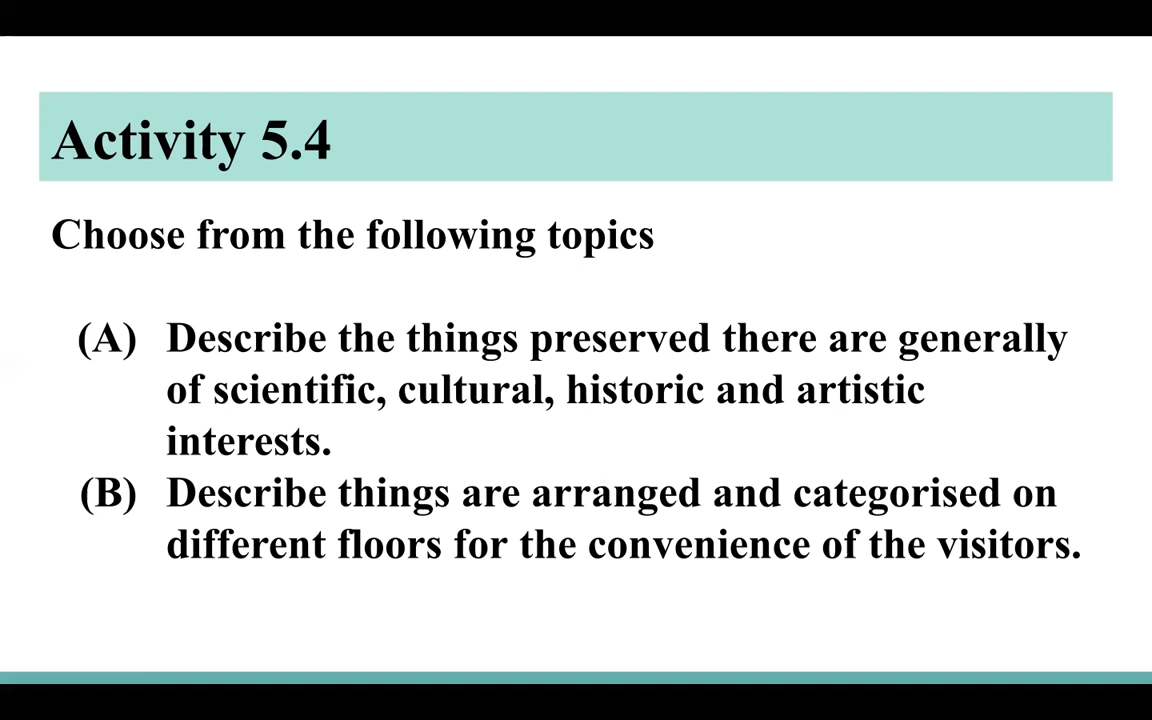 Activity 5.4
Choose from the following topics
(A) Describe the things preserved there are generally
of scientific, cultural, historic and artistic
interests.
(B) Describe things are arranged and categorised on
different floors for the convenience of the visitors.